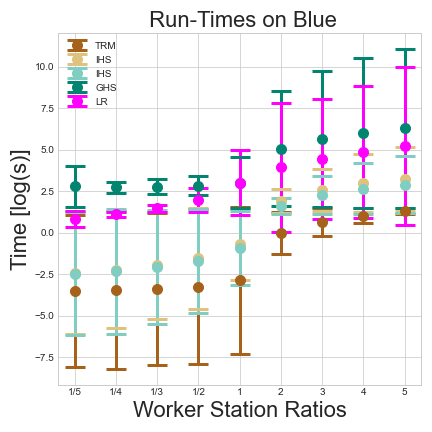 Run-Times on Blue
TRM
IHS
IHS
GHS
LR
Time [log(s)]
10.0
7.5
5.0
2.5
0.0
−2.5
−5.0
−7.5
1/5 1/4 1/3 1/2 1 2 3 4 5
Worker Station Ratios